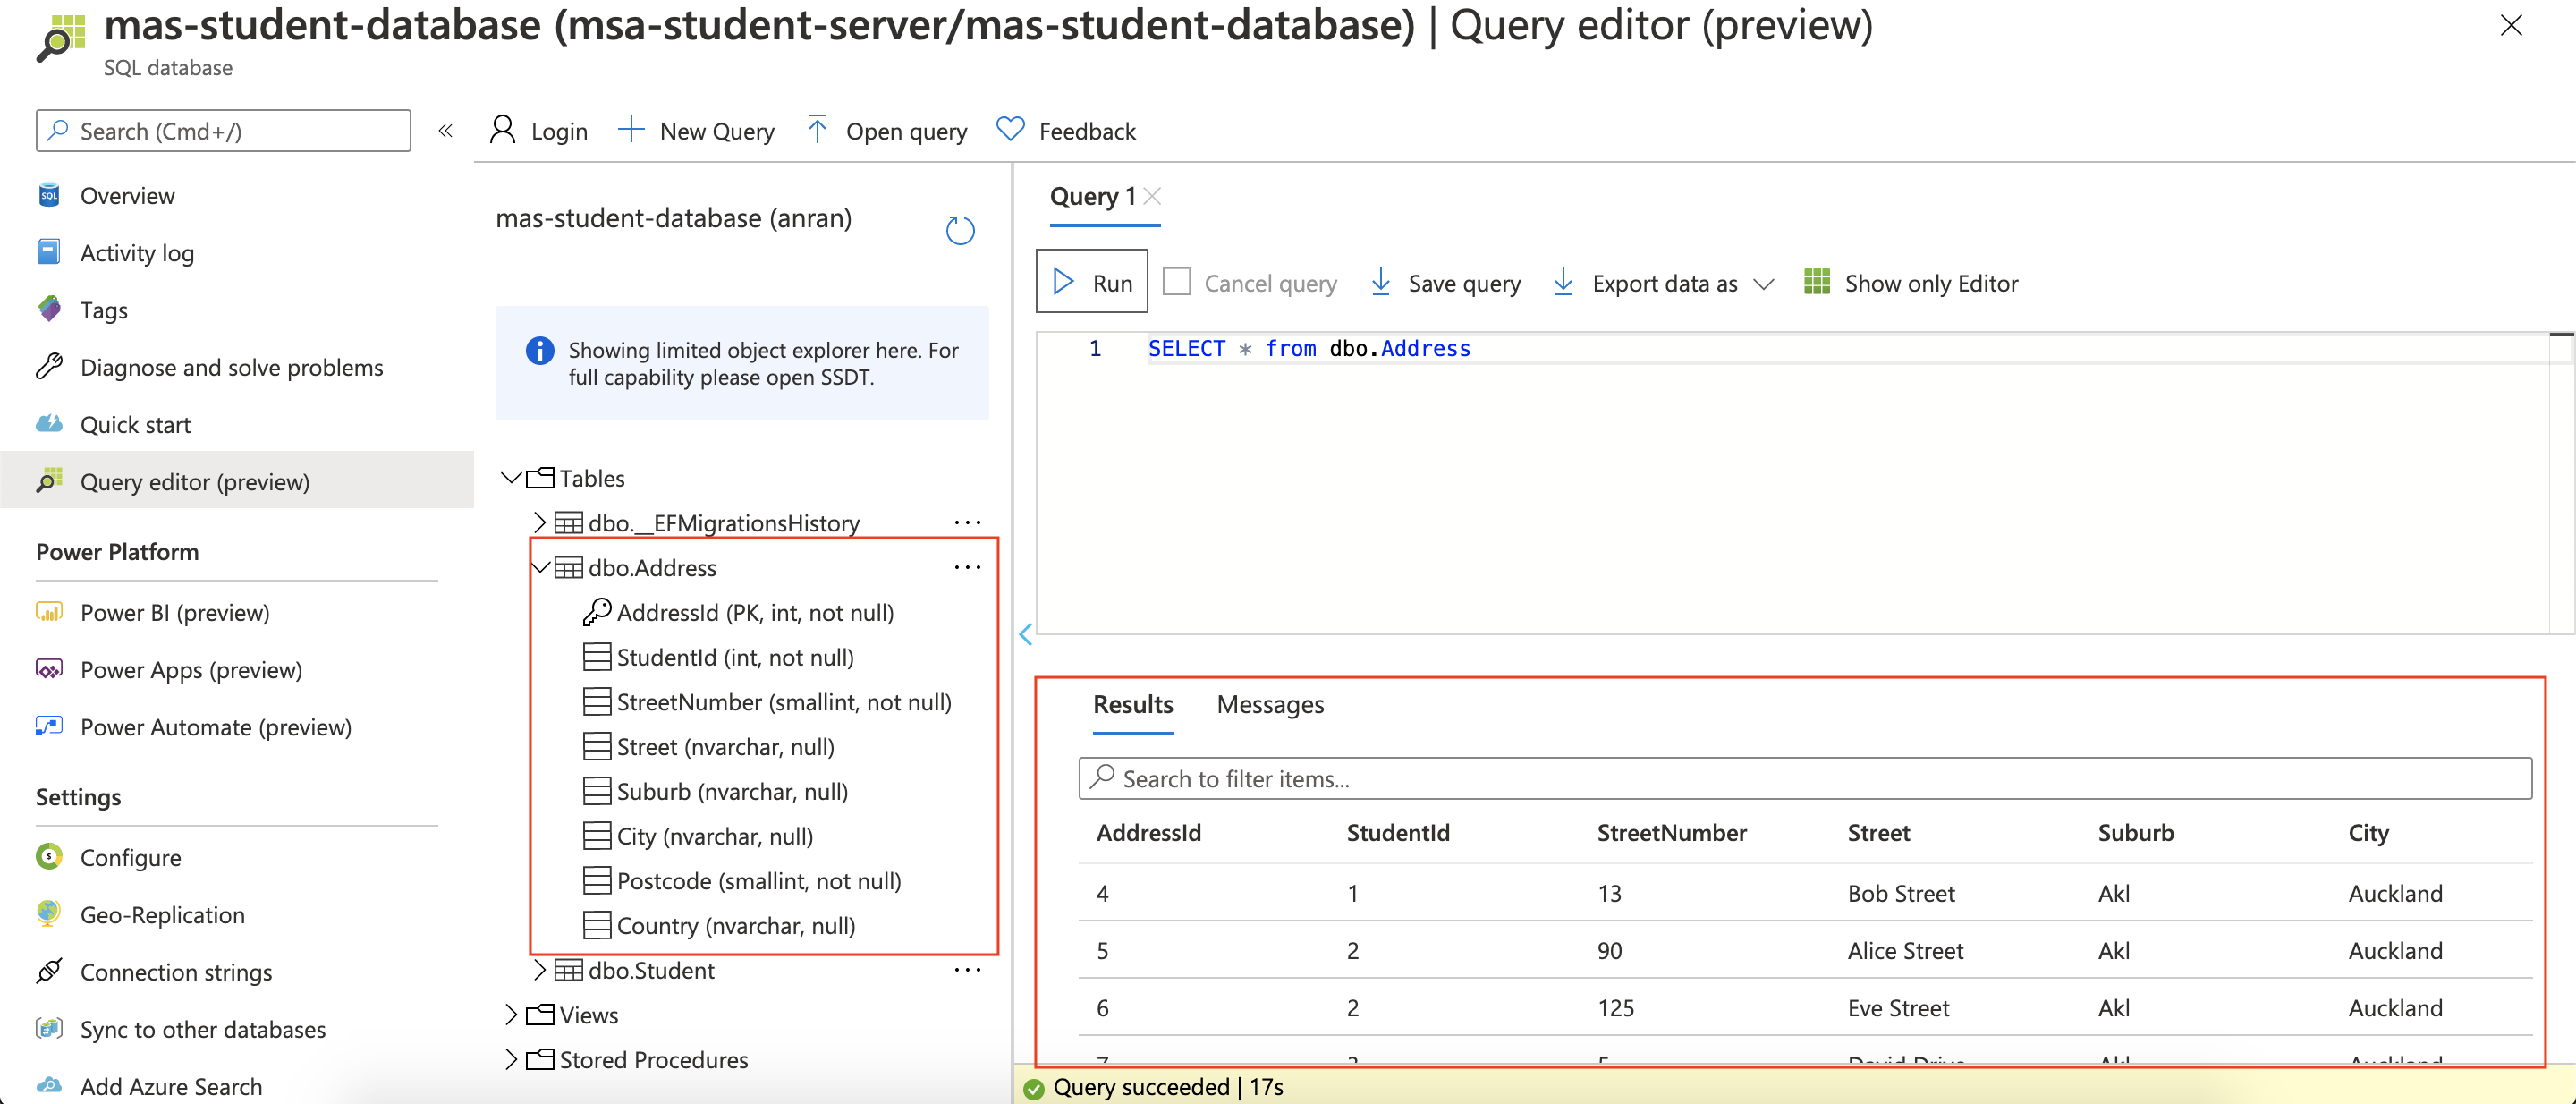 mas-student-database (msa-student-server/mas-student-database) | Query editor (preview)
SQL database
Search (Cmd+/)
Overview
Activity log
Tags
Diagnose and solve problems
Quick start
Query editor (preview)
Power Platform
Power BI (preview)
Power Apps (preview)
Power Automate (preview)
Settings
Configure
Geo-Replication
Connection strings
Sync to other databases
Add Azure Search
Login
New Query
Open query
Feedback
mas-student-database (anran)
Showing limited object explorer here. For
full capability please open SSDT.
Tables
dbo.__EFMigrationsHistory
dbo.Address
AddressId (PK, int, not null)
StudentId (int, not null)
StreetNumber (smallint, not null)
Street (nvarchar, null)
Suburb (nvarchar, null)
City (nvarchar, null)
Postcode (smallint, not null)
Country (nvarchar, null)
dbo.Student
Views
Stored Procedures
Query 1
Run Cancel query Save query Export data as Show only Editor
1 SELECT * from dbo.Address
Results Messages
Search to filter items...
AddressId StudentId StreetNumber Street Suburb City
4 1 13 Bob Street Akl Auckland
5 2 90 Alice Street Akl Auckland
6 2 125 Eve Street Akl Auckland
Query succeeded | 17s